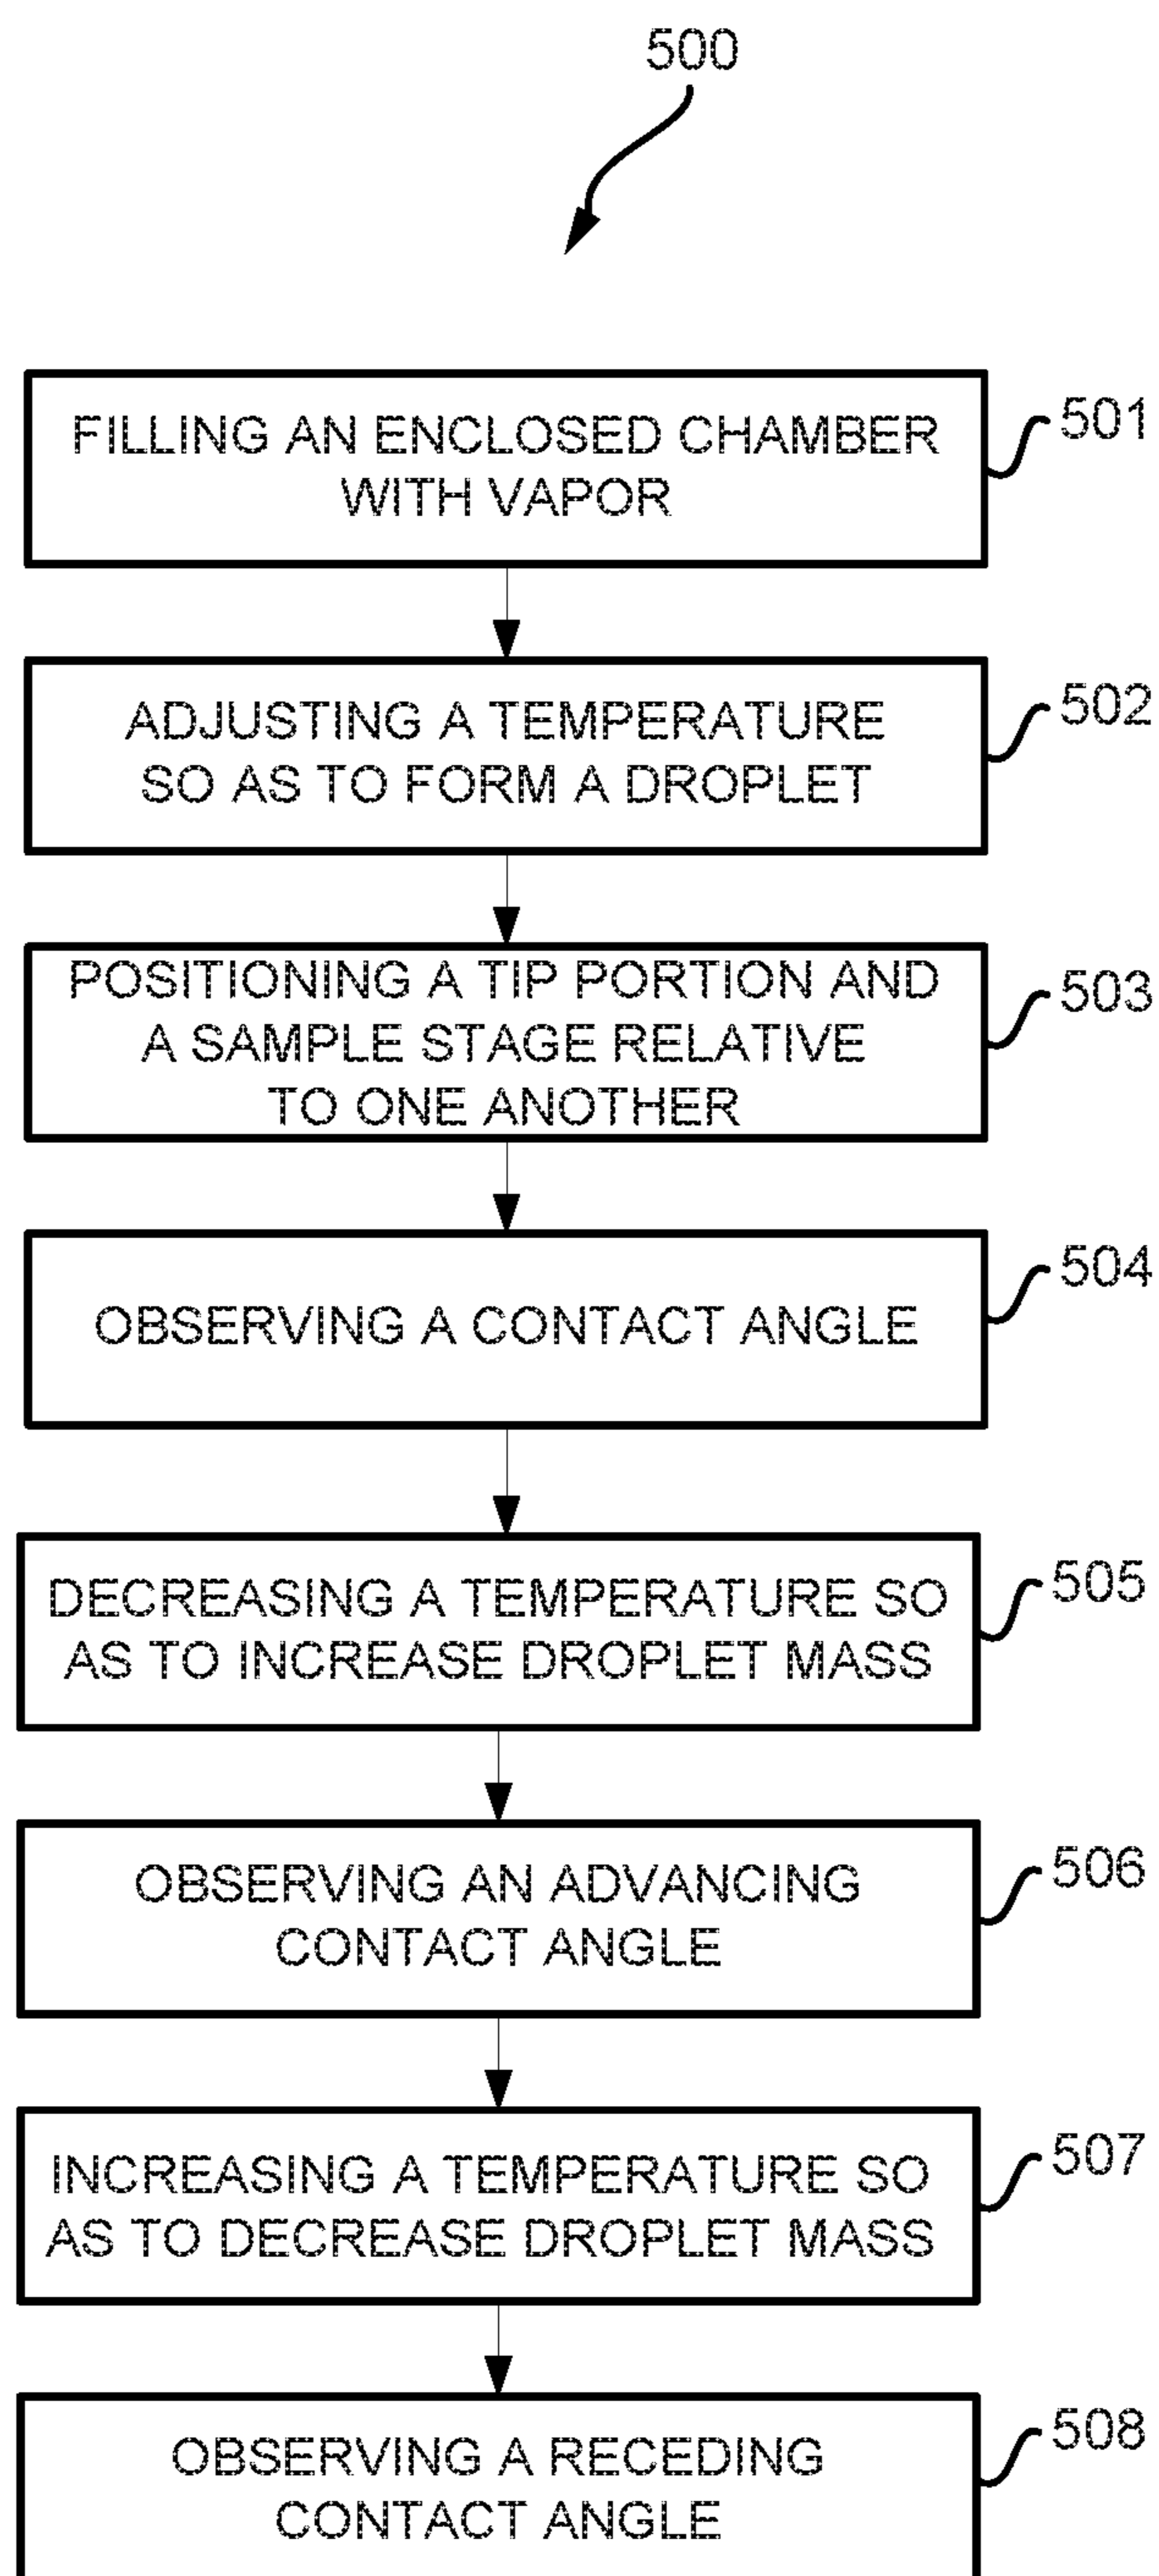 500
FILLING AN ENCLOSED CHAMBER
WITH VAPOR
501
ADJUSTING A TEMPERATURE
SO AS TO FORM A DROPLET
502
POSITIONING A TIP PORTION AND
A SAMPLE STAGE RELATIVE
TO ONE ANOTHER
503
OBSERVING A CONTACT ANGLE
504
DECREASING A TEMPERATURE SO
AS TO INCREASE DROPLET MASS
505
OBSERVING AN ADVANCING
CONTACT ANGLE
506
INCREASING A TEMPERATURE SO
AS TO DECREASE DROPLET MASS
507
OBSERVING A RECEDING
CONTACT ANGLE
508